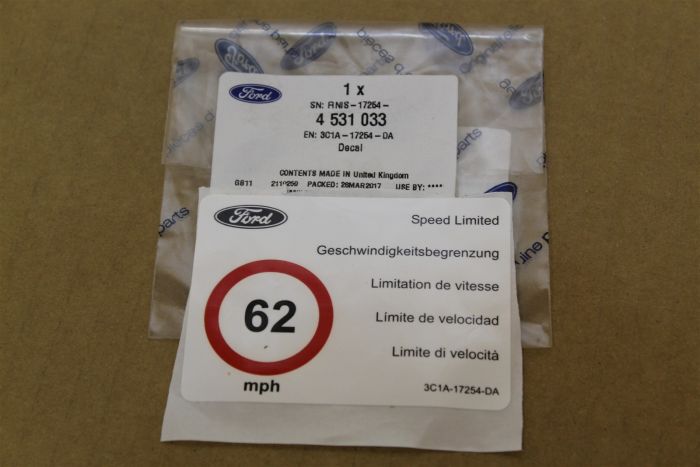 Ford
1 x
SN: FINIS-17254-
4 531 033
EN: 3C1A-17254-DA
Decal
CONTENTS MADE IN United Kingdom
PACKED: 28MAR2017 USE BY: ****
Ford
Speed Limited
Geschwindigkeitsbegrenzung
Limitation de vitesse
Límite de velocidad
Limite di velocità
62
mph
3C1A-17254-DA